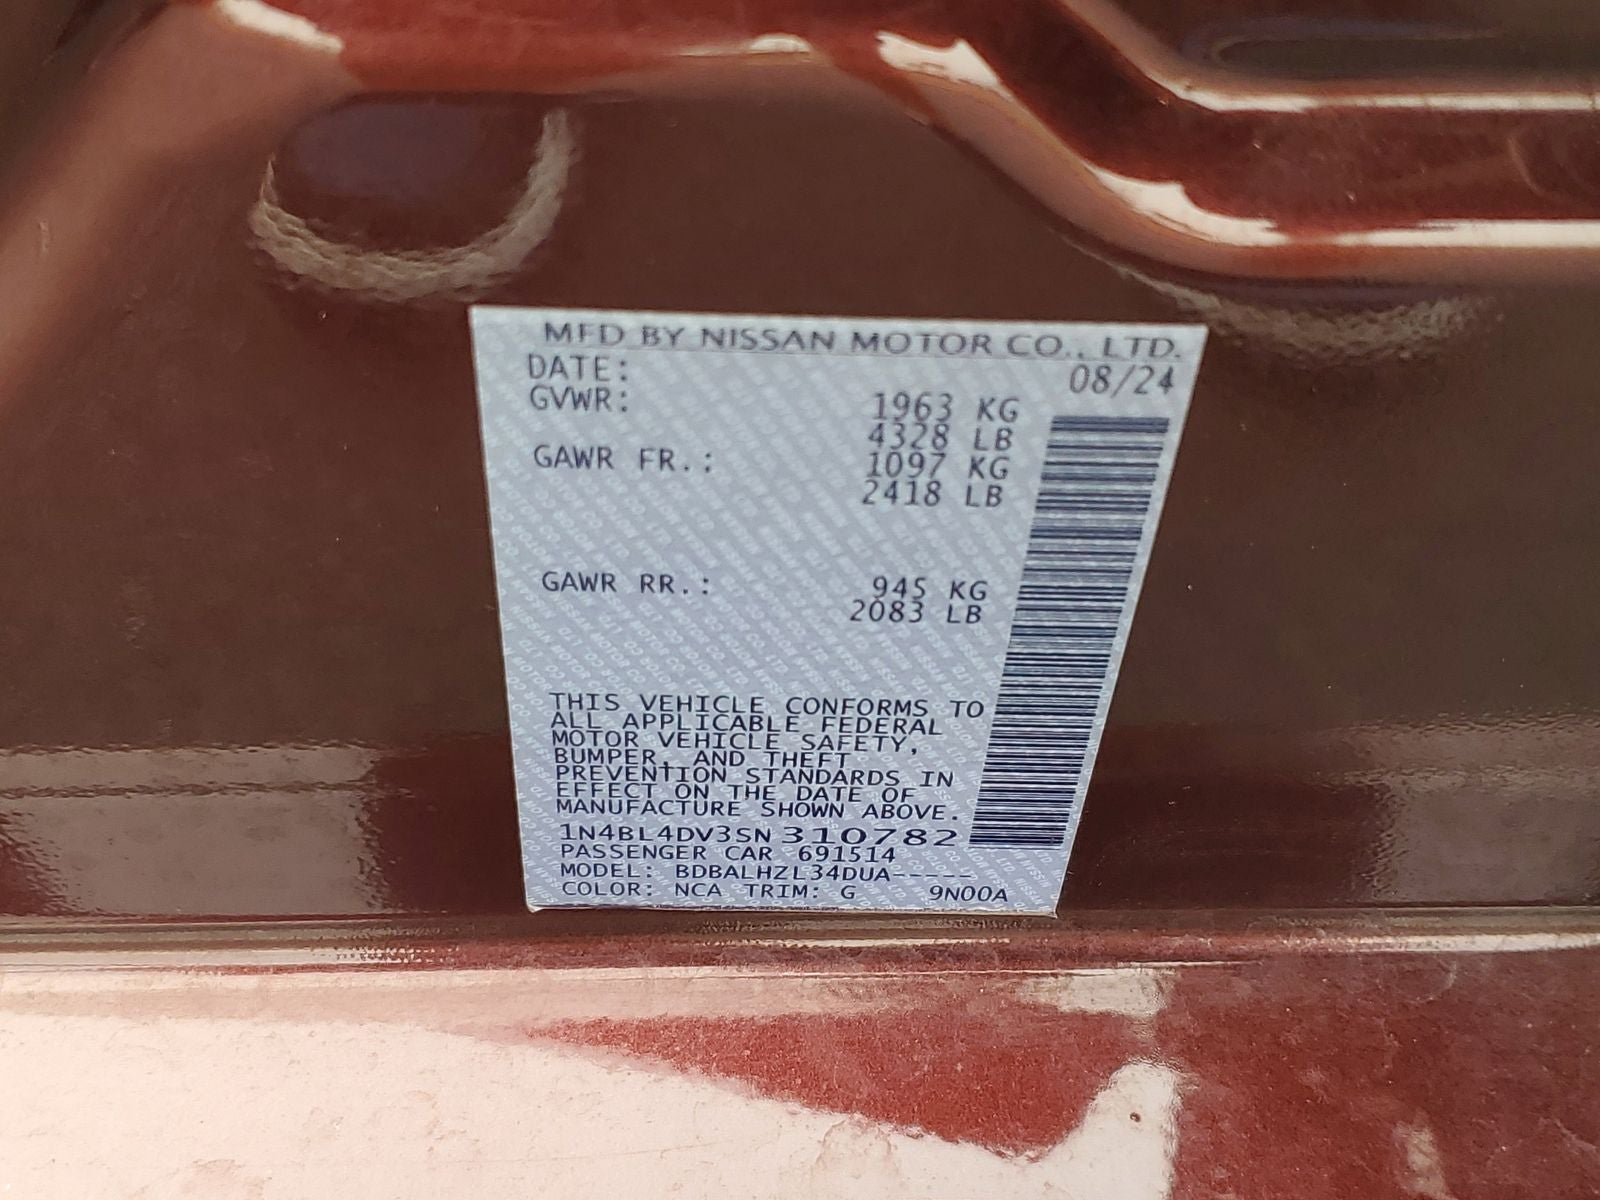 MFD BY NISSAN MOTOR CO., LTD.
DATE: 08/24
GVWR: 1963 KG
4328 LB
GAWR FR.: 1097 KG
2418 LB
GAWR RR.: 945 KG
2083 LB
THIS VEHICLE CONFORMS TO
ALL APPLICABLE FEDERAL
MOTOR VEHICLE SAFETY,
BUMPER, AND THEFT
PREVENTION STANDARDS IN
EFFECT ON THE DATE OF
MANUFACTURE SHOWN ABOVE.
1N4BL4DV3SN310782
PASSENGER CAR 691514
MODEL: BDBALHZL34DUA-----
COLOR: NCA TRIM: G 9N00A